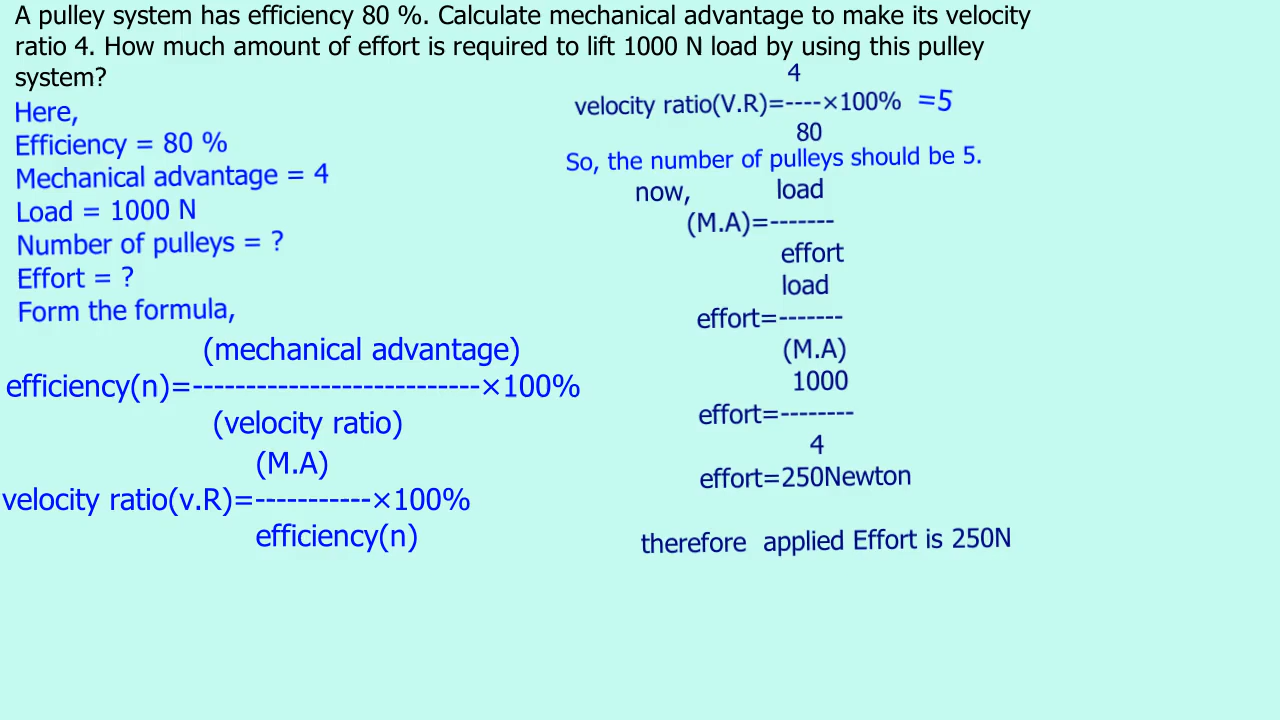 A pulley system has efficiency 80 %. Calculate mechanical advantage to make its velocity
ratio 4. How much amount of effort is required to lift 1000 N load by using this pulley
system?
Here,
Efficiency = 80 %
Mechanical advantage = 4
Load = 1000 N
Number of pulleys = ?
Effort = ?
Form the formula,
(mechanical advantage)
efficiency(n)=---------------------------×100%
(velocity ratio)
(M.A)
velocity ratio(v.R)=-----------×100%
efficiency(n)
4
velocity ratio(V.R)=----×100% =5
80
So, the number of pulleys should be 5.
now, load
(M.A)=-------
effort
load
effort=-------
(M.A)
1000
effort=--------
4
effort=250Newton
therefore applied Effort is 250N